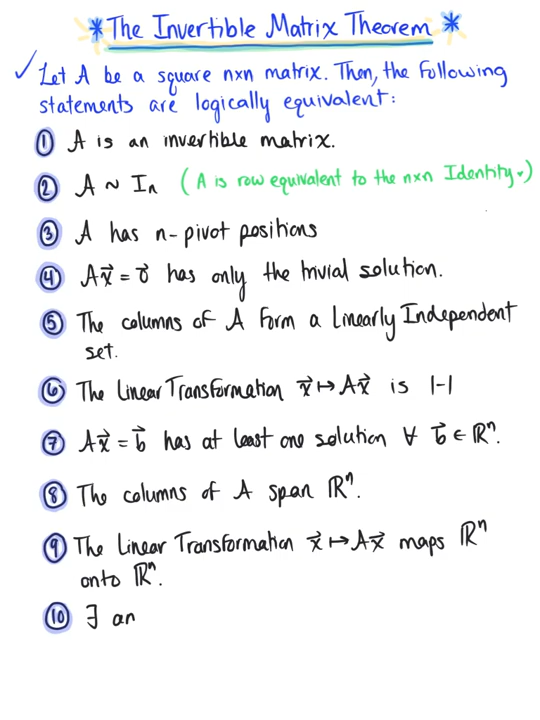 * The Invertible Matrix Theorem *
✓ Let A be a square n×n matrix. Then, the following
statements are logically equivalent:
① A is an invertible matrix.
② A ~ Iₙ (A is row equivalent to the n×n Identity.)
③ A has n-pivot positions
④ Ax⃗ = 0⃗ has only the trivial solution.
⑤ The columns of A form a Linearly Independent
set.
⑥ The Linear Transformation x⃗ ↦ Ax⃗ is 1-1
⑦ Ax⃗ = b⃗ has at least one solution ∀ b⃗ ∈ ℝⁿ.
⑧ The columns of A span ℝⁿ.
⑨ The Linear Transformation x⃗ ↦ Ax⃗ maps ℝⁿ
onto ℝⁿ.
⑩ ∃ an